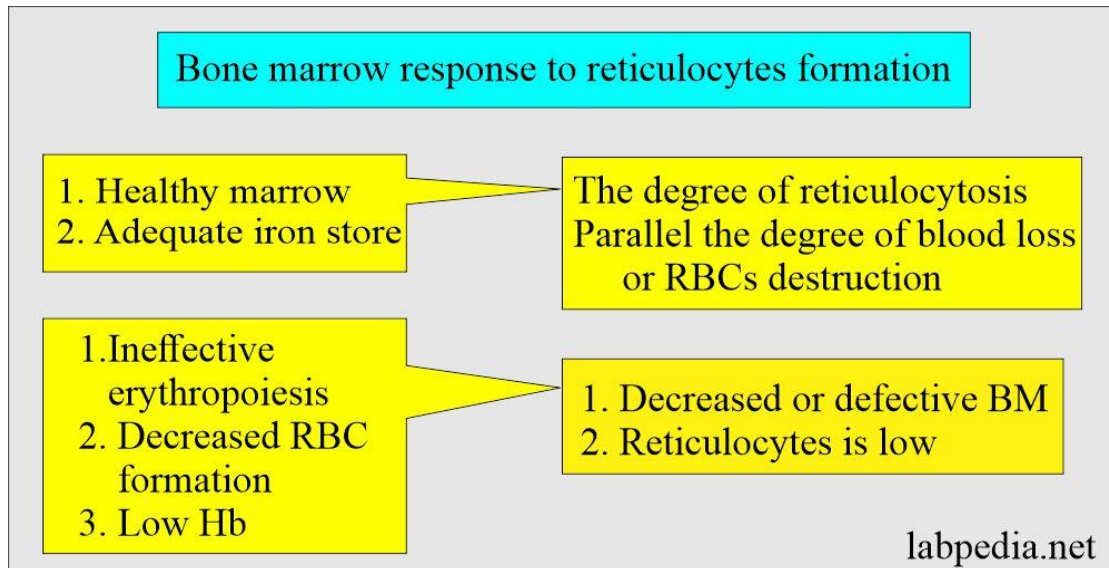 Bone marrow response to reticulocytes formation
1. Healthy marrow
2. Adequate iron store
The degree of reticulocytosis
Parallel the degree of blood loss
or RBCs destruction
1.Ineffective
erythropoiesis
2. Decreased RBC
formation
3. Low Hb
1. Decreased or defective BM
2. Reticulocytes is low
labpedia.net